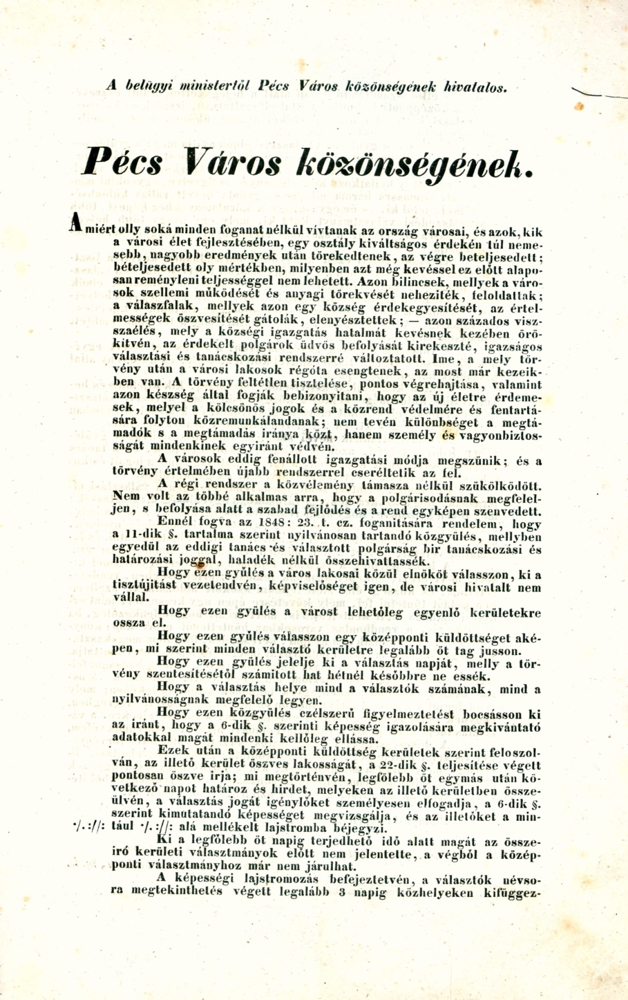 A belügyi ministertől Pécs Város közönségének hivatalos.
Pécs Város közönségének.
Amiért olly soká minden foganat nélkül vívtanak az ország városai, és azok, kik
a városi élet fejlesztésében, egy osztály kiváltságos érdekén túl neme-
sebb, nagyobb eredmények után törekedtenek, az végre beteljesedett;
bételjesedett oly mértékben, milyenben azt még kevéssel ez előtt alapo-
san reményleni teljességgel nem lehetett. Azon bilincsek, mellyek a váro-
sok szellemi működését és anyagi törekvését neheziték, feloldattak;
a válaszfalak, mellyek azon egy község érdekegyesítését, az értel-
mességek öszvesítését gátolák, elenyésztettek; — azon százados visz-
szaélés, mely a községi igazgatás hatalmát kevésnek kezében örö-
kitvén, az érdekelt polgárok üdvös befolyását kirekeszté, igazságos
választási és tanácskozási rendszerré változtatott. Ime, a mely tör-
vény után a városi lakosok régóta esengtenek, az most már kezeik-
ben van. A törvény feltétlen tisztelése, pontos végrehajtása, valamint
azon készség által fogják bebizonyitani, hogy az új életre érdeme-
sek, melyel a kölcsönös jogok és a közrend védelmére és fentartá-
sára folyton közremunkálandanak; nem tevén különbséget a megtá-
madók s a megtámadás iránya közt, hanem személy és vagyonbiztos-
ságát mindenkinek egyiránt védvén.
A városok eddig fenállott igazgatási módja megszünik; és a
törvény értelmében újabb rendszerrel cseréltetik az fel.
A régi rendszer a közvélemény támasza nélkül szükölködött.
Nem volt az többé alkalmas arra, hogy a polgárisodásnak megfelel-
jen, s befolyása alatt a szabad fejlődés és a rend egyképen szenvedett.
Ennél fogva az 1848: 23. t. cz. foganitására rendelem, hogy
a 11-dik §. tartalma szerint nyilvánosan tartandó közgyülés, mellyben
egyedül az eddigi tanács és választott polgárság bir tanácskozási és
határozási joggal, haladék nélkül összehivattassék.
Hogy ezen gyűlés a város lakosai közül elnököt válasszon, ki a
tisztújitást vezetendvén, képviselőséget igen, de városi hivatalt nem
vállal.
Hogy ezen gyülés a várost lehetőleg egyenlő kerületekre
ossza el.
Hogy ezen gyűlés válasszon egy középponti küldöttséget aké-
pen, mi szerint minden választó kerületre legalább öt tag jusson.
Hogy ezen gyülés jelelje ki a választás napját, melly a tör-
vény szentesítésétől számitott hat hétnél későbbre ne essék.
Hogy a választás helye mind a választók számának, mind a
nyilvánosságnak megfelelő legyen.
Hogy ezen közgyülés czélszerű figyelmeztetést bocsásson ki
az iránt, hogy a 6-dik §. szerinti képesség igazolására megkivántató
adatokkal magát mindenki kellőleg ellássa.
Ezek után a középponti küldöttség kerületek szerint feloszol-
ván, az illető kerület öszves lakosságát, a 22-dik §. teljesítése végett
pontosan öszve irja; mi megtörténvén, legfölebb öt egymás után kö-
vetkező napot határoz és hirdet, melyeken az illető kerületben össze-
ülvén, a választás jogát igénylőket személyesen elfogadja, a 6-dik §.
szerint kimutatandó képességet megvizsgálja, és az illetőket a min-
·/. ://: tául ·/. ://: alá mellékelt lajstromba béjegyzi.
Ki a legfőlebb öt napig terjedhető idő alatt magát az össze-
iró kerületi választmányok előtt nem jelentette, a végből a közép-
ponti választmányhoz már nem járulhat.
A képességi lajstromozás befejeztetvén, a választók névso-
ra megtekinthetés végett legalább 3 napig közhelyeken kifüggez-